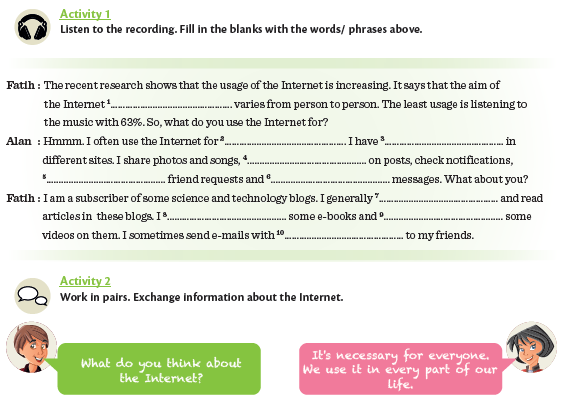 Activity 1
Listen to the recording. Fill in the blanks with the words/ phrases above.
Fatih : The recent research shows that the usage of the Internet is increasing. It says that the aim of
the Internet ¹................................................ varies from person to person. The least usage is listening to
the music with 63%. So, what do you use the Internet for?
Alan : Hmmm. I often use the Internet for ²................................................ I have ³................................................ in
different sites. I share photos and songs, ⁴................................................ on posts, check notifications,
⁵................................................ friend requests and ⁶................................................ messages. What about you?
Fatih : I am a subscriber of some science and technology blogs. I generally ⁷................................................ and read
articles in these blogs. I ⁸................................................ some e-books and ⁹................................................ some
videos on them. I sometimes send e-mails with ¹⁰................................................ to my friends.
Activity 2
Work in pairs. Exchange information about the Internet.
What do you think about
the Internet?
It's necessary for everyone.
We use it in every part of our
life.